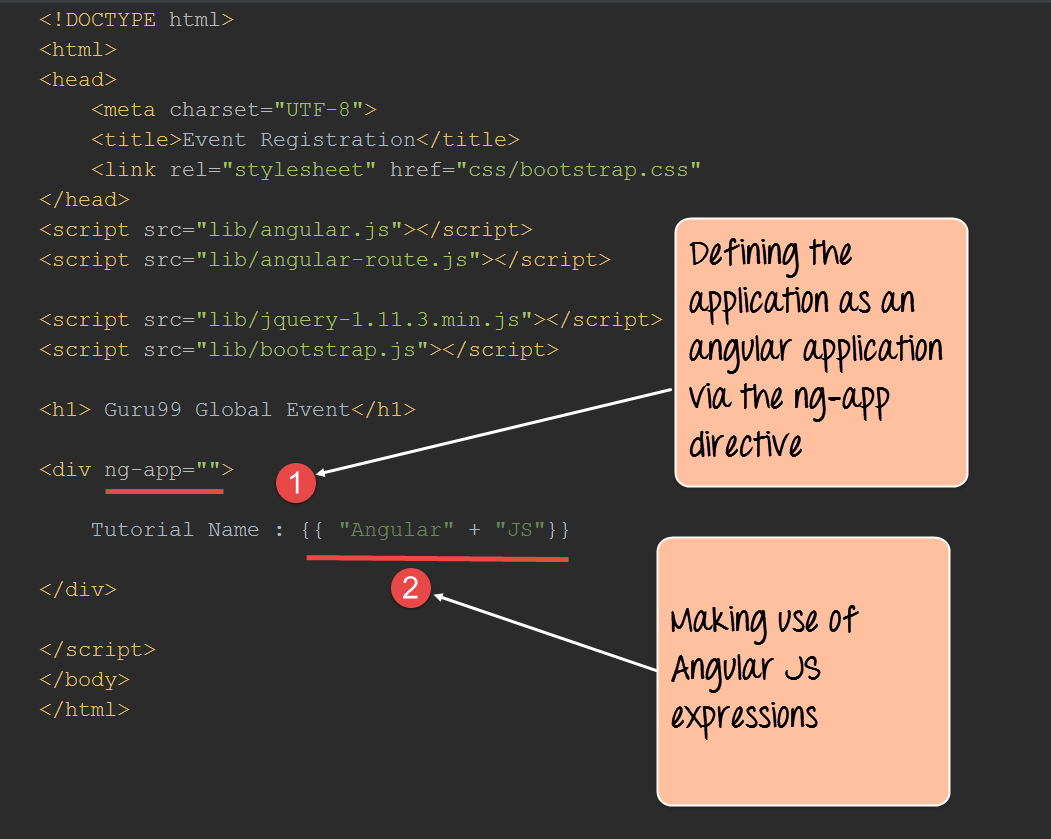 <!DOCTYPE html>
<html>
<head>
    <meta charset="UTF-8">
    <title>Event Registration</title>
    <link rel="stylesheet" href="css/bootstrap.css"
</head>
<script src="lib/angular.js"></script>
<script src="lib/angular-route.js"></script>
<script src="lib/jquery-1.11.3.min.js"></script>
<script src="lib/bootstrap.js"></script>
<h1> Guru99 Global Event</h1>
<div ng-app="">
1
    Tutorial Name : {{ "Angular" + "JS"}}
2
</div>
</script>
</body>
</html>
Defining the
application as an
angular application
via the ng-app
directive
Making use of
Angular JS
expressions